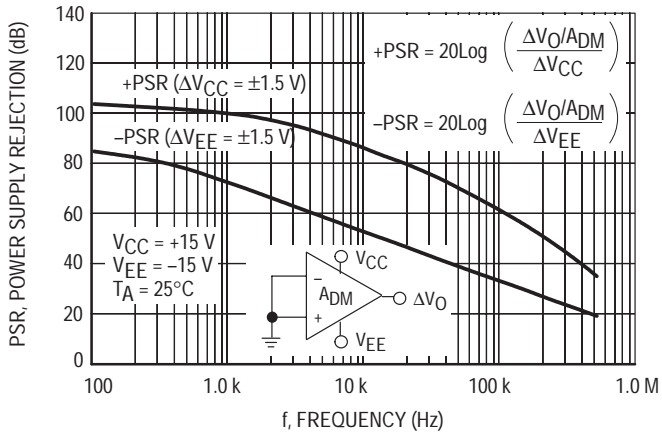 PSR, POWER SUPPLY REJECTION (dB)
140
120
100
80
60
40
20
0
+PSR (ΔVCC = ±1.5 V)
−PSR (ΔVEE = ±1.5 V)
+PSR = 20Log (ΔVO/ADM / ΔVCC)
−PSR = 20Log (ΔVO/ADM / ΔVEE)
VCC = +15 V
VEE = −15 V
TA = 25°C
VCC
−
ADM
ΔVO
+
VEE
100
1.0 k
10 k
100 k
1.0 M
f, FREQUENCY (Hz)